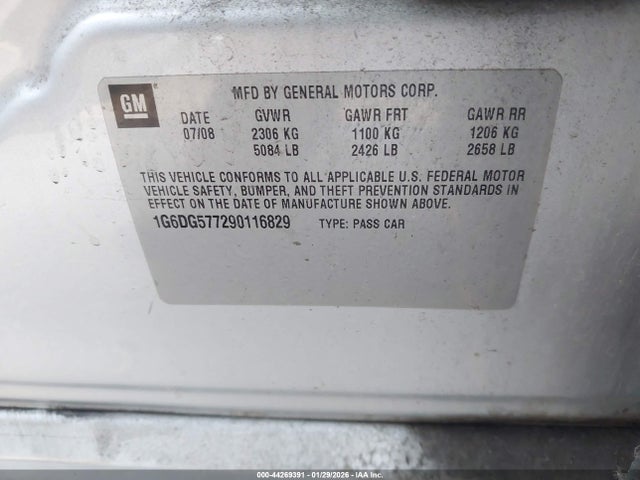 GM
MFD BY GENERAL MOTORS CORP.
DATE GVWR GAWR FRT GAWR RR
07/08 2306 KG 1100 KG 1206 KG
5084 LB 2426 LB 2658 LB
THIS VEHICLE CONFORMS TO ALL APPLICABLE U.S. FEDERAL MOTOR
VEHICLE SAFETY, BUMPER, AND THEFT PREVENTION STANDARDS IN
EFFECT ON THE DATE OF MANUFACTURE SHOWN ABOVE.
1G6DG577290116829 TYPE: PASS CAR
000-44269391 - 01/29/2026 - IAA Inc.